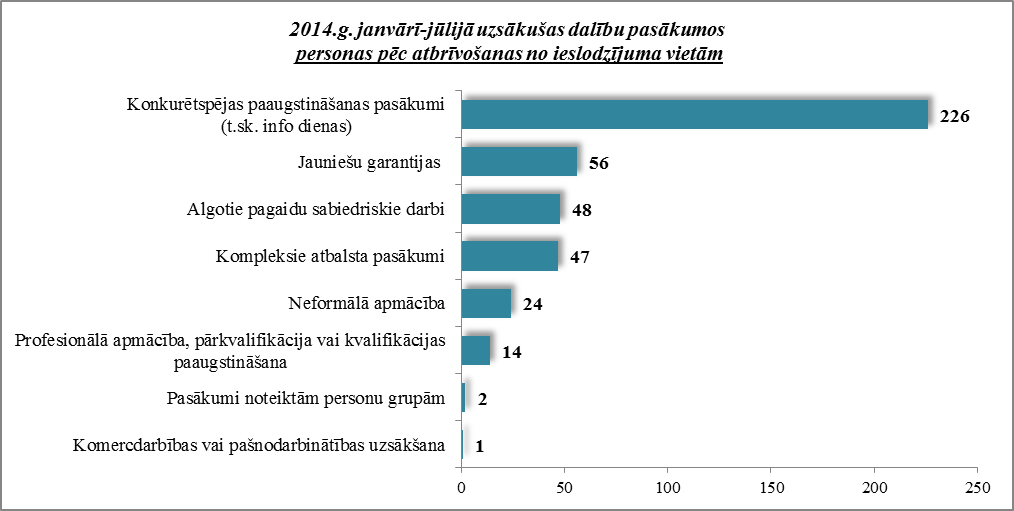 2014.g. janvārī-jūlijā uzsākušas dalību pasākumos
personas pēc atbrīvošanas no ieslodzījuma vietām
Konkurētspējas paaugstināšanas pasākumi
(t.sk. info dienas)
226
Jauniešu garantijas
56
Algotie pagaidu sabiedriskie darbi
48
Kompleksie atbalsta pasākumi
47
Neformālā apmācība
24
Profesionālā apmācība, pārkvalifikācija vai kvalifikācijas
paaugstināšana
14
Pasākumi noteiktām personu grupām
2
Komercdarbības vai pašnodarbinātības uzsākšana
1
0 50 100 150 200 250